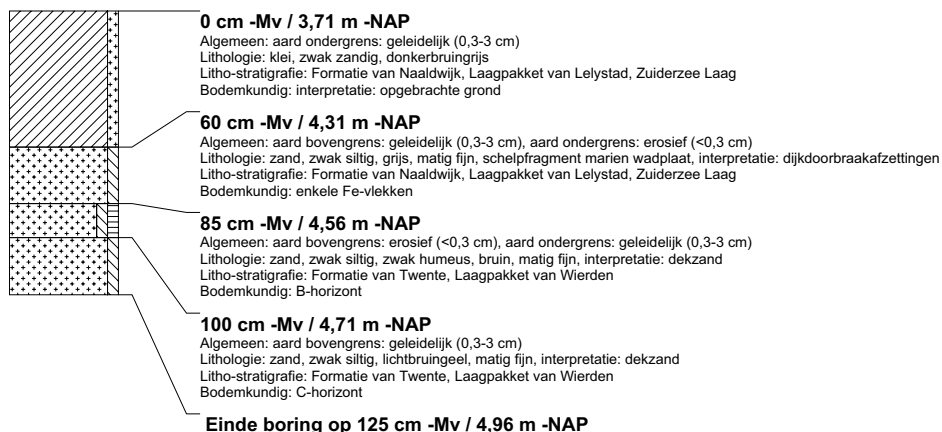 0 cm -Mv / 3,71 m -NAP
Algemeen: aard ondergrens: geleidelijk (0,3-3 cm)
Lithologie: klei, zwak zandig, donkerbruingrijs
Litho-stratigrafie: Formatie van Naaldwijk, Laagpakket van Lelystad, Zuiderzee Laag
Bodemkundig: interpretatie: opgebrachte grond
60 cm -Mv / 4,31 m -NAP
Algemeen: aard bovengrens: geleidelijk (0,3-3 cm), aard ondergrens: erosief (<0,3 cm)
Lithologie: zand, zwak siltig, grijs, matig fijn, schelpfragment marien wadplaat, interpretatie: dijkdoorbraakafzettingen
Litho-stratigrafie: Formatie van Naaldwijk, Laagpakket van Lelystad, Zuiderzee Laag
Bodemkundig: enkele Fe-vlekken
85 cm -Mv / 4,56 m -NAP
Algemeen: aard bovengrens: erosief (<0,3 cm), aard ondergrens: geleidelijk (0,3-3 cm)
Lithologie: zand, zwak siltig, zwak humeus, bruin, matig fijn, interpretatie: dekzand
Litho-stratigrafie: Formatie van Twente, Laagpakket van Wierden
Bodemkundig: B-horizont
100 cm -Mv / 4,71 m -NAP
Algemeen: aard bovengrens: geleidelijk (0,3-3 cm)
Lithologie: zand, zwak siltig, lichtbruingeel, matig fijn, interpretatie: dekzand
Litho-stratigrafie: Formatie van Twente, Laagpakket van Wierden
Bodemkundig: C-horizont
Einde boring op 125 cm -Mv / 4,96 m -NAP